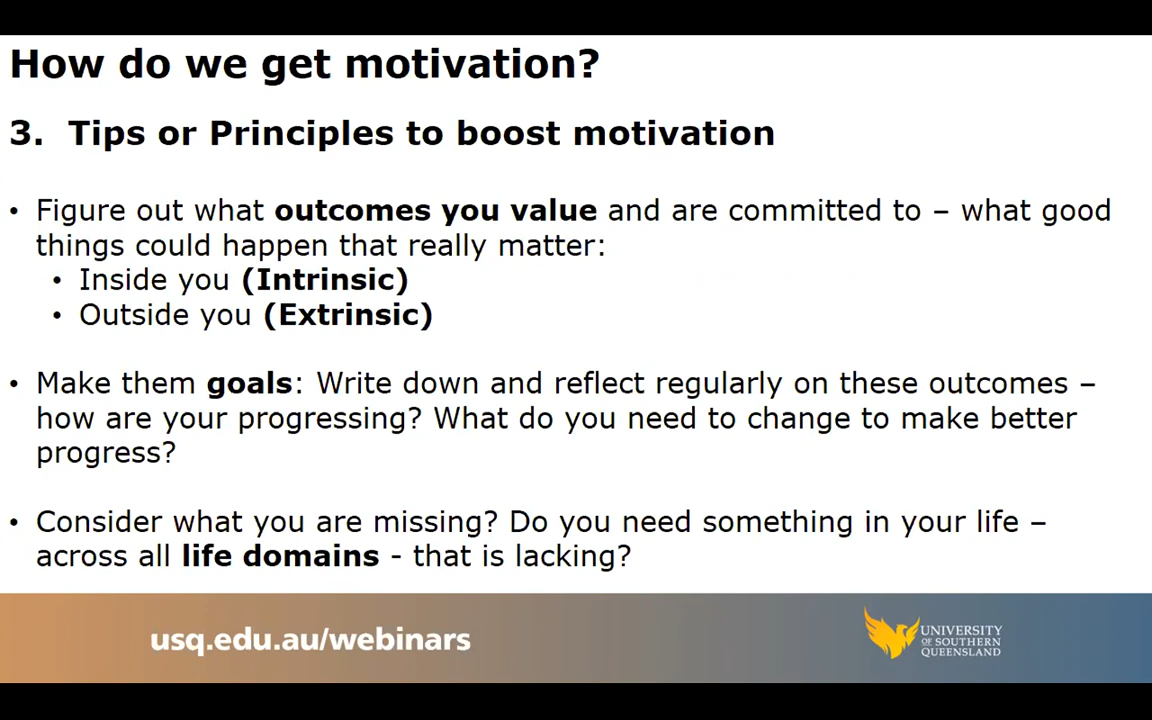 How do we get motivation?
3. Tips or Principles to boost motivation
• Figure out what outcomes you value and are committed to – what good
things could happen that really matter:
• Inside you (Intrinsic)
• Outside you (Extrinsic)
• Make them goals: Write down and reflect regularly on these outcomes –
how are your progressing? What do you need to change to make better
progress?
• Consider what you are missing? Do you need something in your life –
across all life domains - that is lacking?
usq.edu.au/webinars
UNIVERSITY
OF SOUTHERN
QUEENSLAND